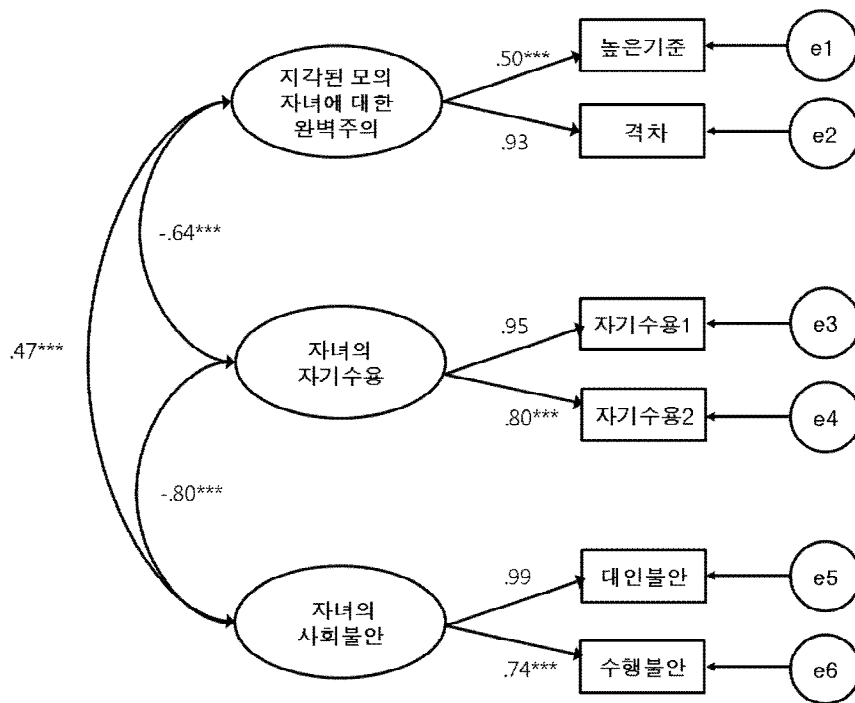 .50***
높은기준
e1
지각된 모의
자녀에 대한
완벽주의
.93
격차
e2
-.64***
.47***
자녀의
자기수용
.95
자기수용1
e3
.80***
자기수용2
e4
-.80***
자녀의
사회불안
.99
대인불안
e5
.74***
수행불안
e6